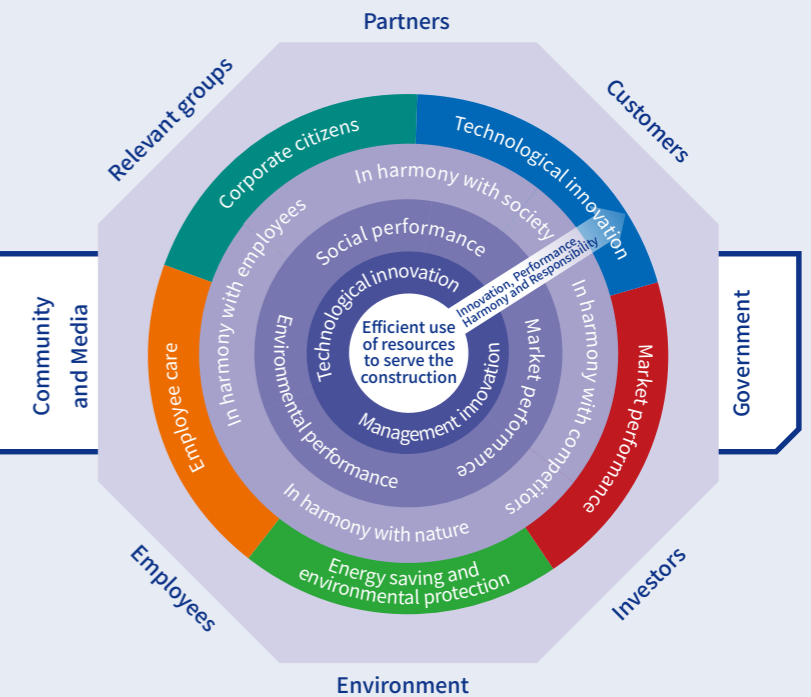 Partners
Relevant groups
Customers
Corporate citizens
Technological innovation
In harmony with society
In harmony with employees
Social performance
Technological innovation
Innovation, Performance,
Harmony and Responsibility
Efficient use
of resources
to serve the
construction
Community
and Media
Government
Employee care
Environmental performance
Management innovation
Market performance
In harmony with competitors
Market performance
In harmony with nature
Energy saving and
environmental protection
Employees
Investors
Environment